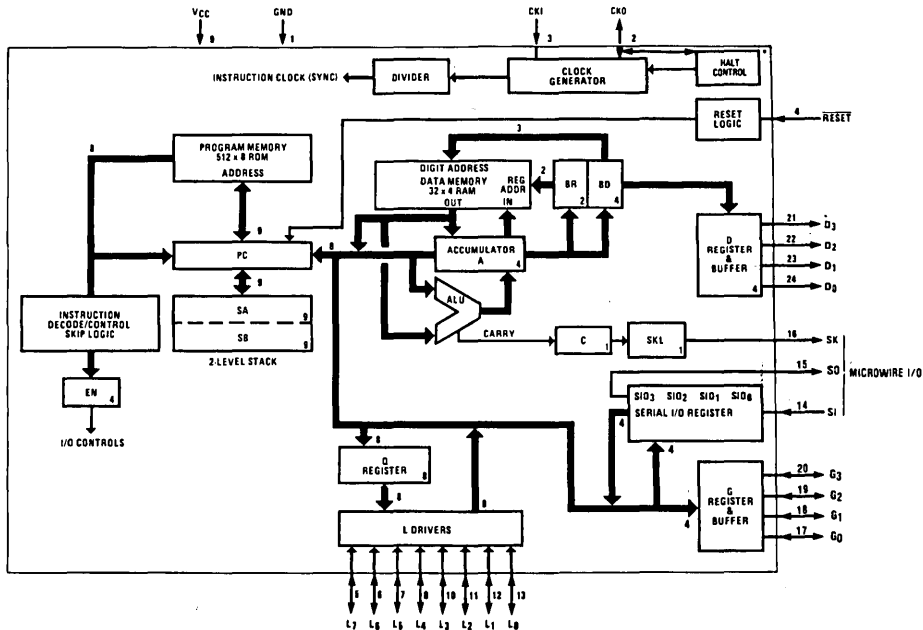 VCC
GND
CKI
CKO
9
1
3
2
*
INSTRUCTION CLOCK (SYNC)
DIVIDER
CLOCK
GENERATOR
HALT
CONTROL
RESET
LOGIC
4
RESET
3
8
PROGRAM MEMORY
512 x 8 ROM
ADDRESS
DIGIT ADDRESS
DATA MEMORY
32 x 4 RAM
OUT
REG
ADDR
IN
2
BR
2
BD
4
9
8
PC
ACCUMULATOR
A
4
D
REGISTER
&
BUFFER
4
21
D3
22
D2
23
D1
24
D0
9
INSTRUCTION
DECODE/CONTROL
SKIP LOGIC
SA
9
SB
9
2-LEVEL STACK
ALU
CARRY
C
1
SKL
1
16
SK
15
SO
MICROWIRE I/O
14
SI
EN
4
I/O CONTROLS
SIO3 SIO2 SIO1 SIO0
SERIAL I/O REGISTER
4
4
8
Q
REGISTER
8
8
8
L DRIVERS
4
G
REGISTER
&
BUFFER
20
G3
19
G2
18
G1
17
G0
5
6
7
8
10
11
12
13
L7
L6
L5
L4
L3
L2
L1
L0